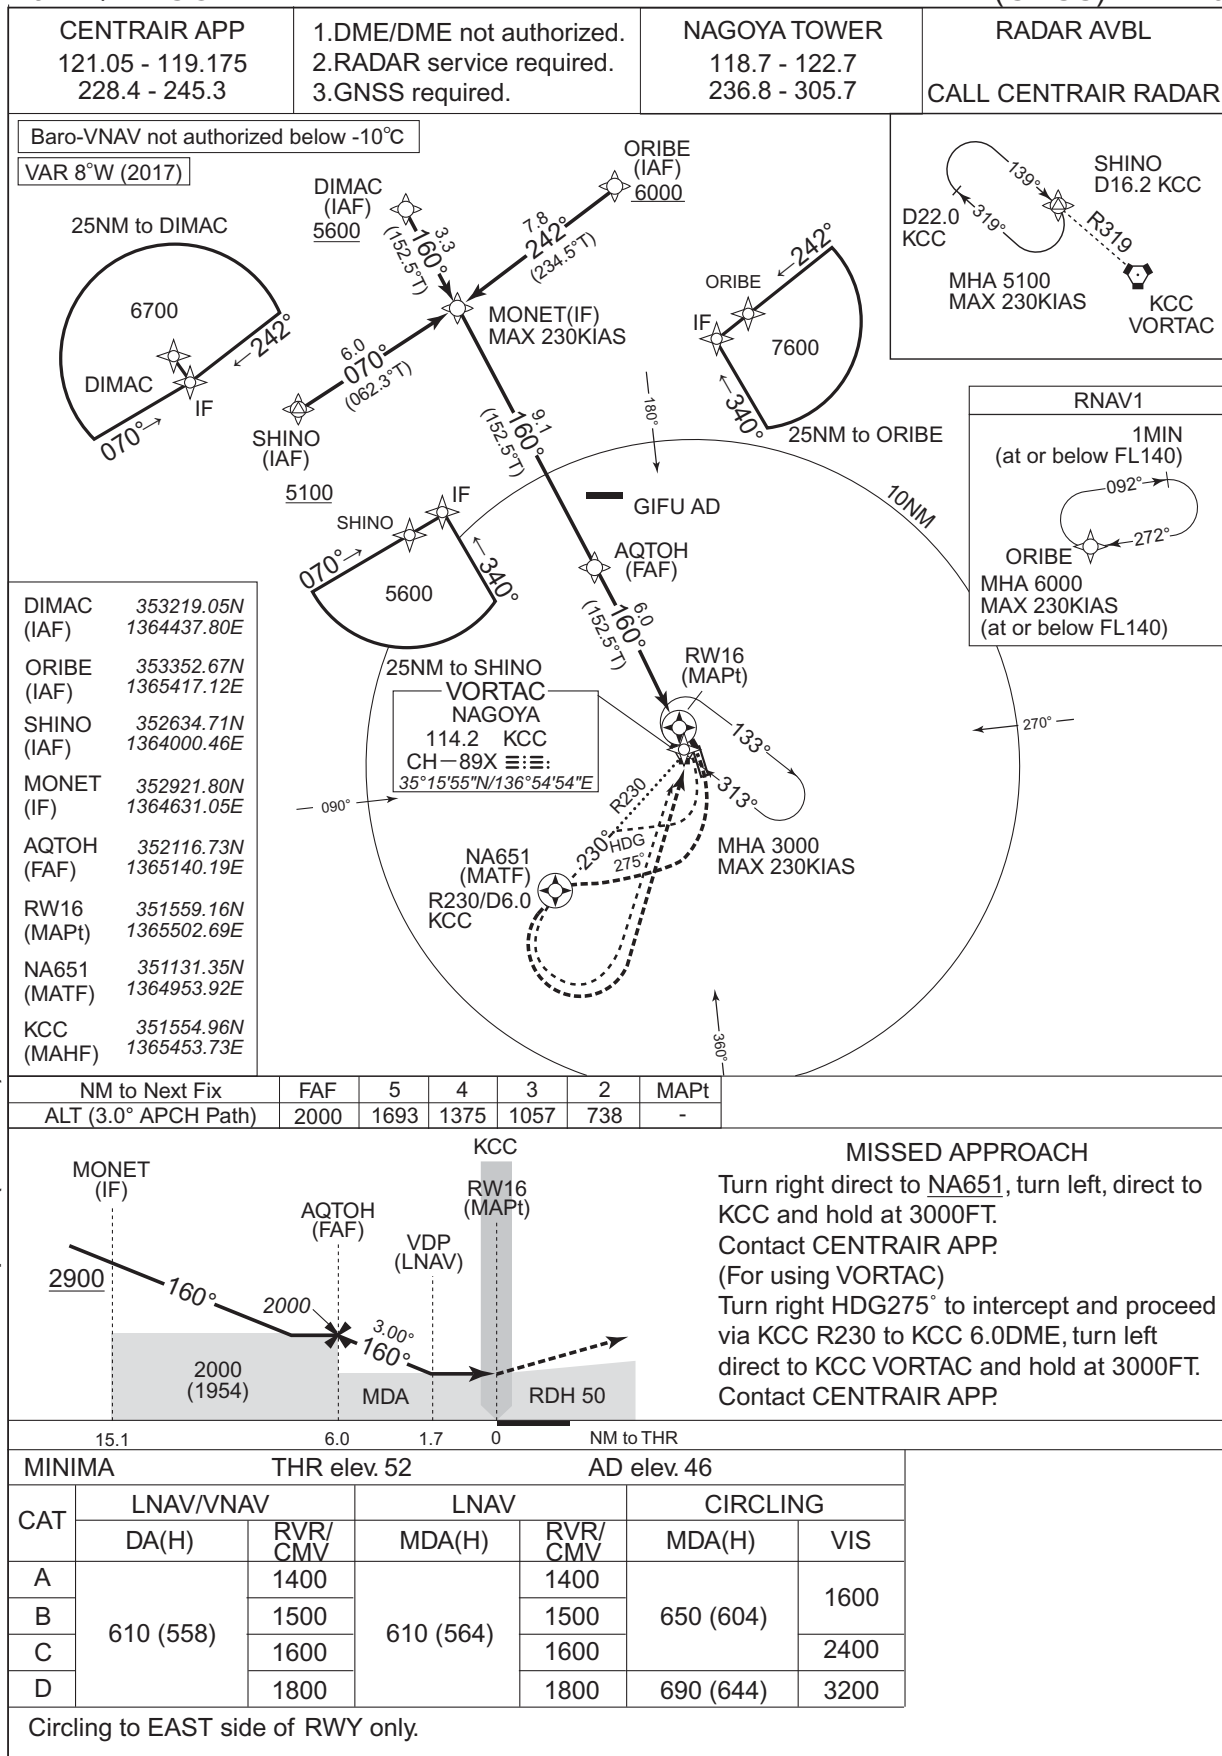 CENTRAIR APP
121.05 - 119.175
228.4 - 245.3
1.DME/DME not authorized.
2.RADAR service required.
3.GNSS required.
NAGOYA TOWER
118.7 - 122.7
236.8 - 305.7
RADAR AVBL
CALL CENTRAIR RADAR
Baro-VNAV not authorized below -10°C
VAR 8°W (2017)
25NM to DIMAC
6700
DIMAC
IF
←242°
070°→
DIMAC
(IAF)
5600
3.3
160°
(152.5°T)
ORIBE
(IAF)
6000
7.8
242°
(234.5°T)
MONET(IF)
MAX 230KIAS
6.0
070°
(062.3°T)
SHINO
(IAF)
5100
9.1
160°
(152.5°T)
←242°
ORIBE
IF
7600
←340°
25NM to ORIBE
139°
319°
SHINO
D16.2 KCC
D22.0
KCC
R319
MHA 5100
MAX 230KIAS
KCC
VORTAC
RNAV1
1MIN
(at or below FL140)
092°
272°
ORIBE
MHA 6000
MAX 230KIAS
(at or below FL140)
180°
10NM
GIFU AD
AQTOH
(FAF)
6.0
160°
(152.5°T)
SHINO
IF
070°→
5600
←340°
25NM to SHINO
VORTAC
NAGOYA
114.2 KCC
CH−89X
35°15'55"N/136°54'54"E
RW16
(MAPt)
133°
313°
270°
090°
R230
230°
HDG
275°
MHA 3000
MAX 230KIAS
NA651
(MATF)
R230/D6.0
KCC
360°
DIMAC 353219.05N
(IAF) 1364437.80E
ORIBE 353352.67N
(IAF) 1365417.12E
SHINO 352634.71N
(IAF) 1364000.46E
MONET 352921.80N
(IF) 1364631.05E
AQTOH 352116.73N
(FAF) 1365140.19E
RW16 351559.16N
(MAPt) 1365502.69E
NA651 351131.35N
(MATF) 1364953.92E
KCC 351554.96N
(MAHF) 1365453.73E
NM to Next Fix FAF 5 4 3 2 MAPt
ALT (3.0° APCH Path) 2000 1693 1375 1057 738 -
MONET
(IF)
AQTOH
(FAF)
VDP
(LNAV)
KCC
RW16
(MAPt)
2900
160°
2000
3.00°
160°
2000
(1954)
MDA
RDH 50
15.1 6.0 1.7 0 NM to THR
MISSED APPROACH
Turn right direct to NA651, turn left, direct to
KCC and hold at 3000FT.
Contact CENTRAIR APP.
(For using VORTAC)
Turn right HDG275° to intercept and proceed
via KCC R230 to KCC 6.0DME, turn left
direct to KCC VORTAC and hold at 3000FT.
Contact CENTRAIR APP.
MINIMA THR elev. 52 AD elev. 46
CAT LNAV/VNAV LNAV CIRCLING
DA(H) RVR/CMV MDA(H) RVR/CMV MDA(H) VIS
A 1400 1400
B 1500 1500 1600
610 (558) 610 (564) 650 (604)
C 1600 1600 2400
D 1800 1800 690 (644) 3200
Circling to EAST side of RWY only.